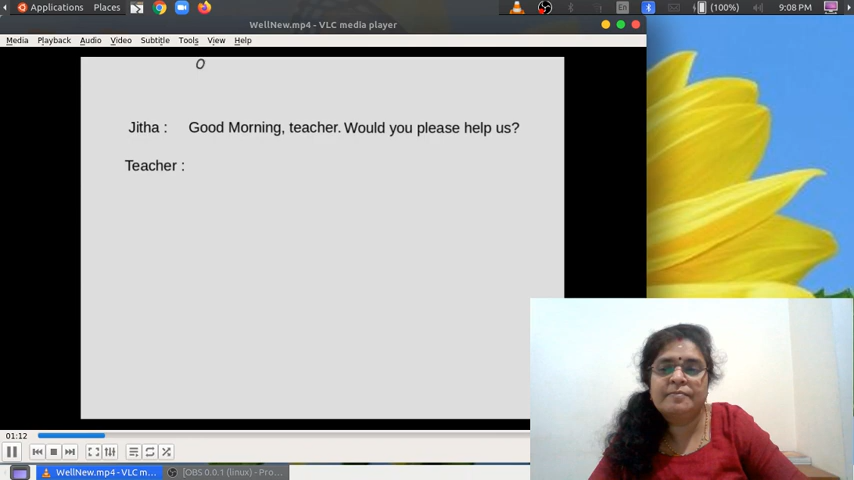 Applications Places En (100%) 9:08 PM
WellNew.mp4 - VLC media player
Media Playback Audio Video Subtitle Tools View Help
o
Jitha : Good Morning, teacher. Would you please help us?
Teacher :
01:12
WellNew.mp4 - VLC m... [OBS 0.0.1 (linux) - Pro...